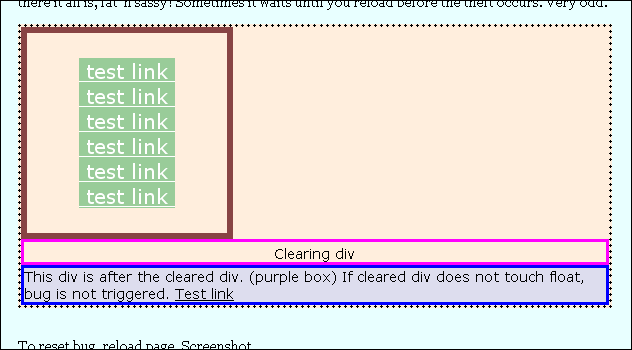 there it all is, fat 'n sassy! Sometimes it waits until you reload before the theft occurs. Very odd.
test link
test link
test link
test link
test link
test link
Clearing div
This div is after the cleared div. (purple box) If cleared div does not touch float,
bug is not triggered. Test link
To reset bug, reload page. Screenshot